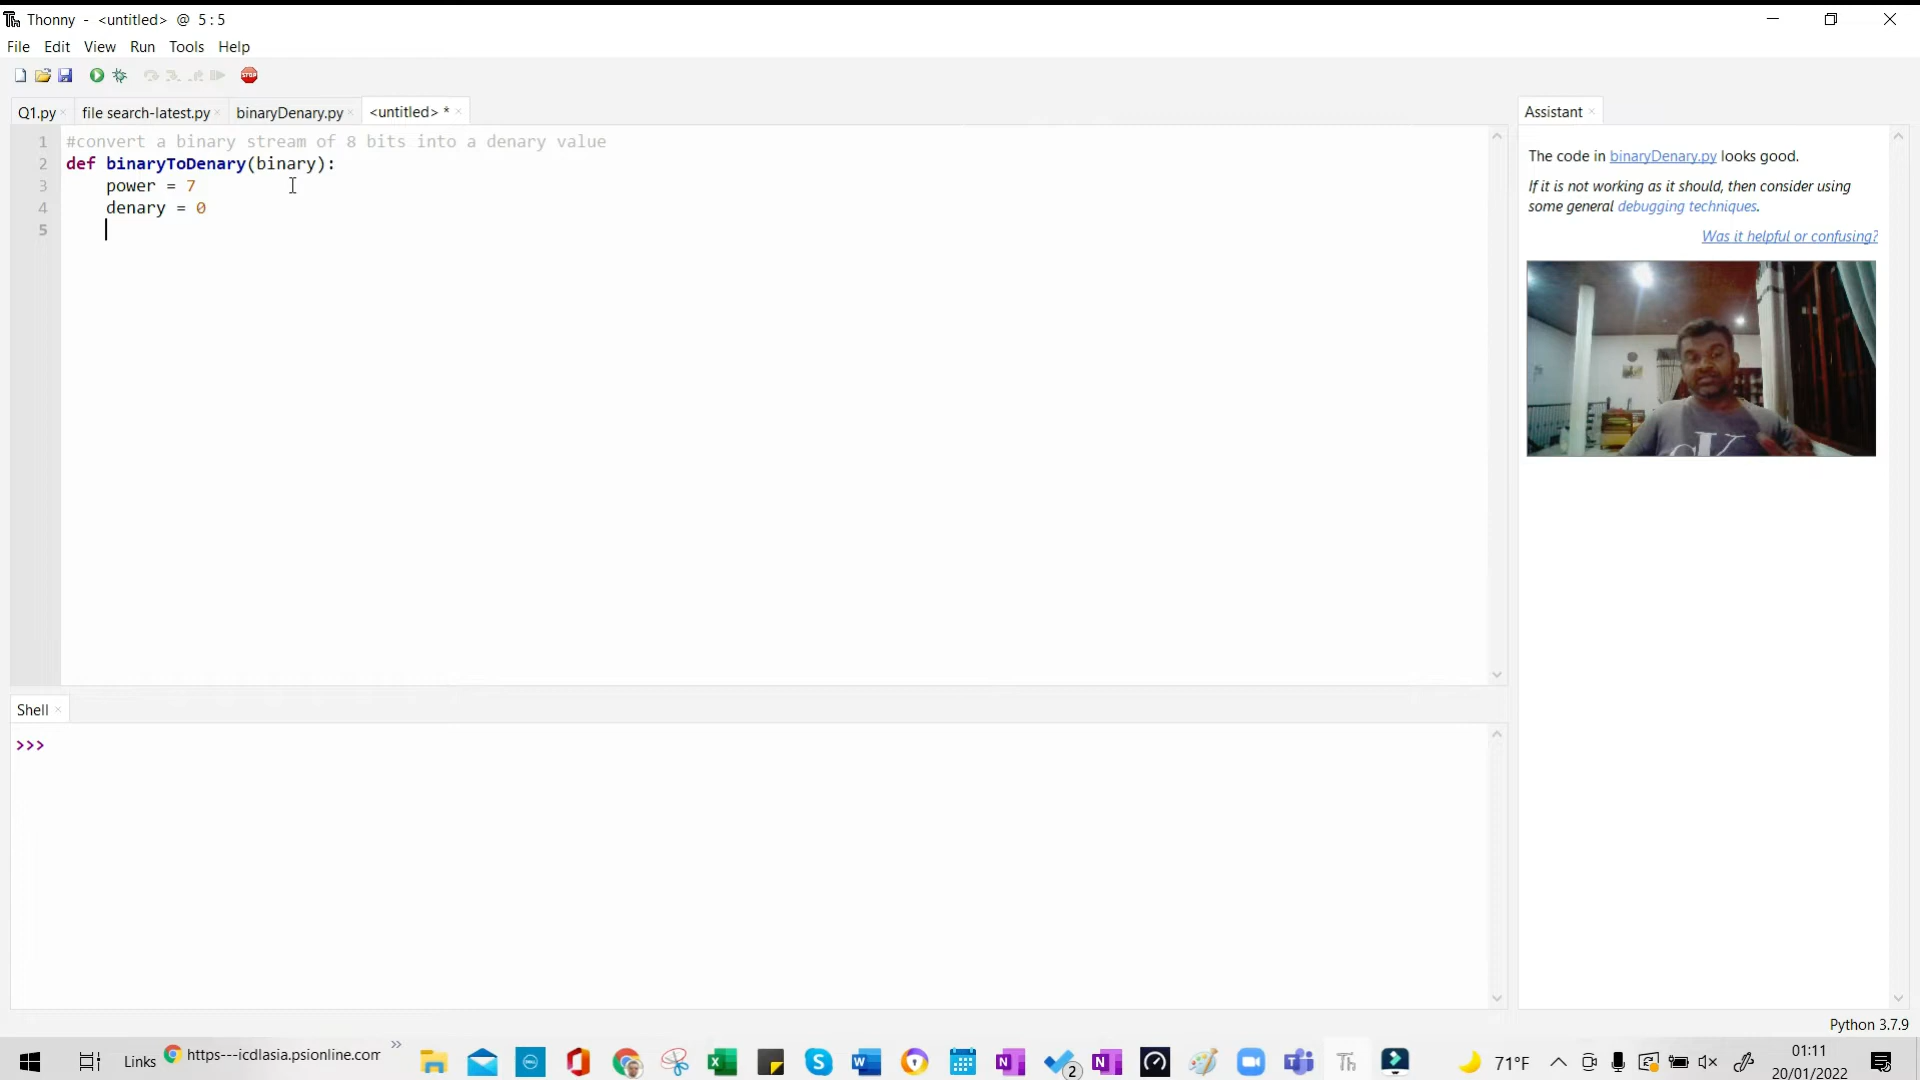 Thonny - <untitled> @ 5:5
File Edit View Run Tools Help
Q1.py × file search-latest.py × binaryDenary.py × <untitled> * ×
Assistant ×
1 #convert a binary stream of 8 bits into a denary value
2 def binaryToDenary(binary):
3 power = 7
4 denary = 0
5
The code in binaryDenary.py looks good.
If it is not working as it should, then consider using
some general debugging techniques.
Was it helpful or confusing?
Shell ×
>>>
Python 3.7.9
Links https---icdlasia.psionline.com »
2
71°F
01:11
20/01/2022